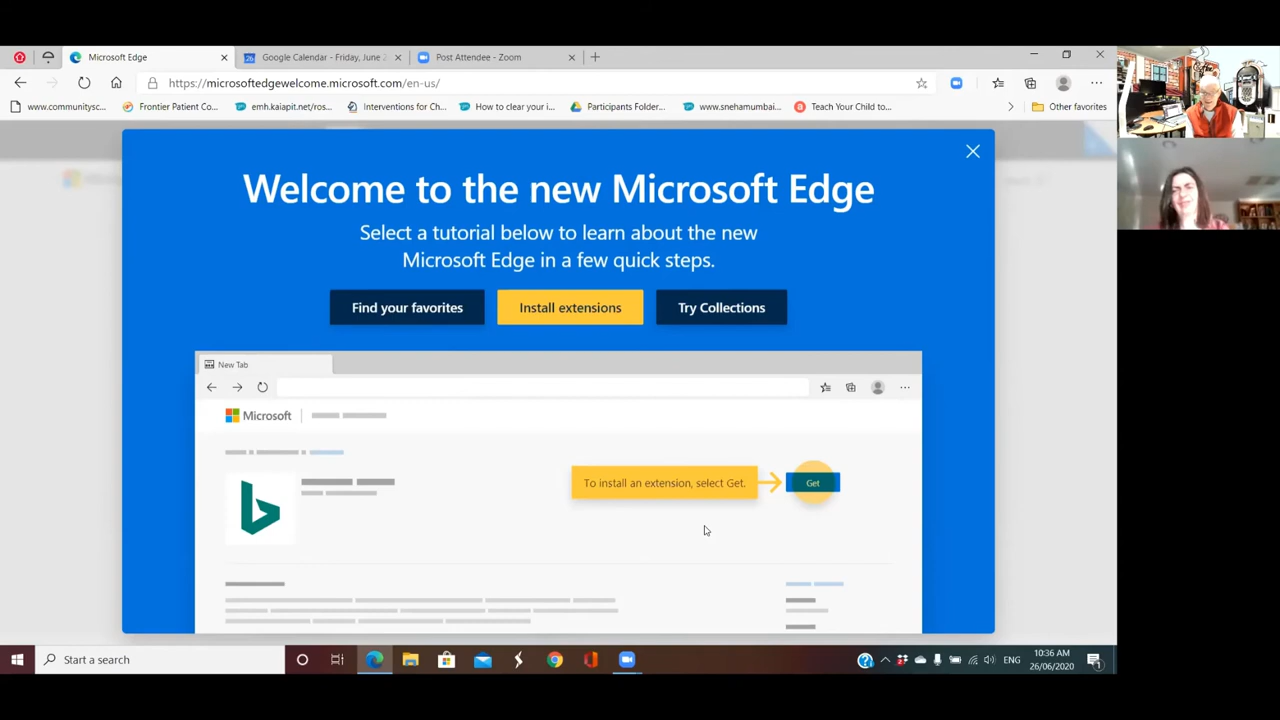 Microsoft Edge
Google Calendar - Friday, June 2
Post Attendee - Zoom
https://microsoftedgewelcome.microsoft.com/en-us/
www.communitysc...
Frontier Patient Co...
emh.kaiapit.net/ros...
Interventions for Ch...
How to clear your i...
Participants Folder...
www.snehamumbai...
Teach Your Child to...
Other favorites
Welcome to the new Microsoft Edge
Select a tutorial below to learn about the new
Microsoft Edge in a few quick steps.
Find your favorites
Install extensions
Try Collections
New Tab
Microsoft
To install an extension, select Get.
Get
Start a search
ENG
10:36 AM
26/06/2020
1